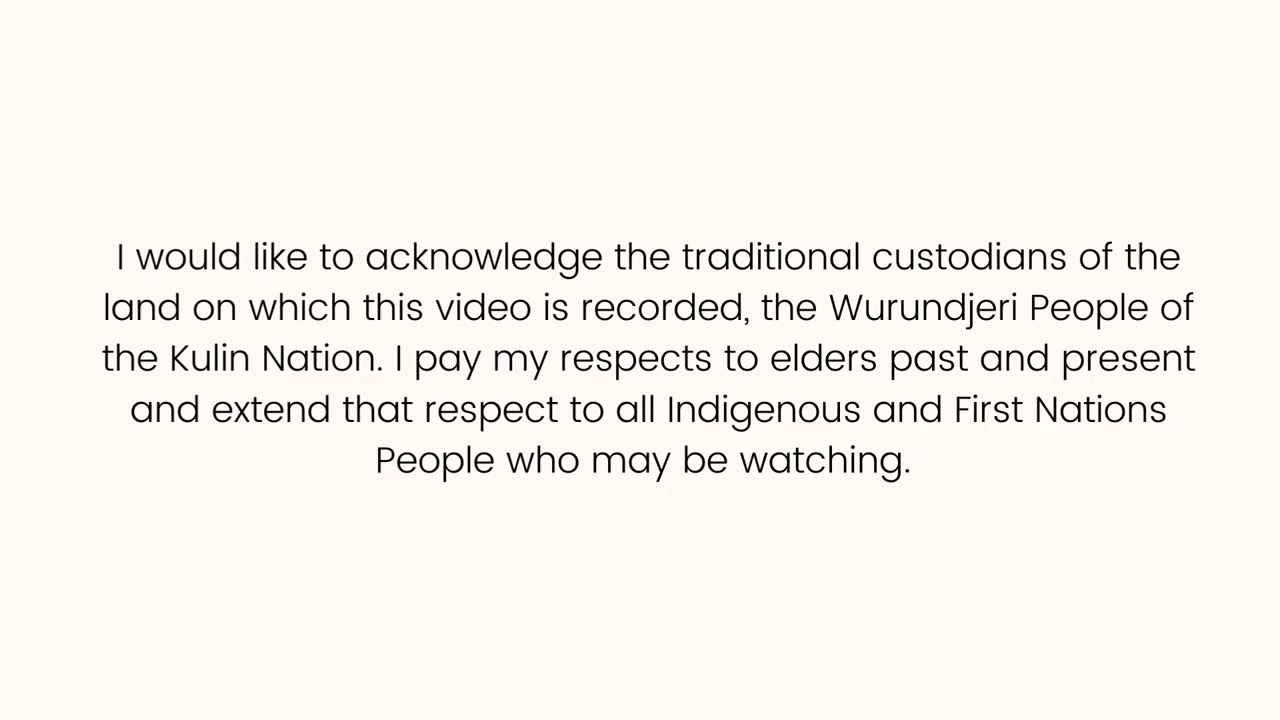 I would like to acknowledge the traditional custodians of the
land on which this video is recorded, the Wurundjeri People of
the Kulin Nation. I pay my respects to elders past and present
and extend that respect to all Indigenous and First Nations
People who may be watching.